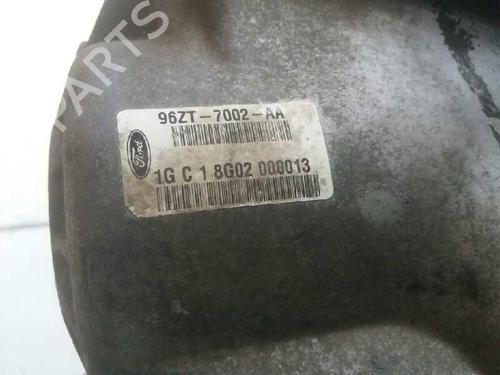 PARTS
96ZT-7002-AA
Ford
1G C 1 8G02 000013